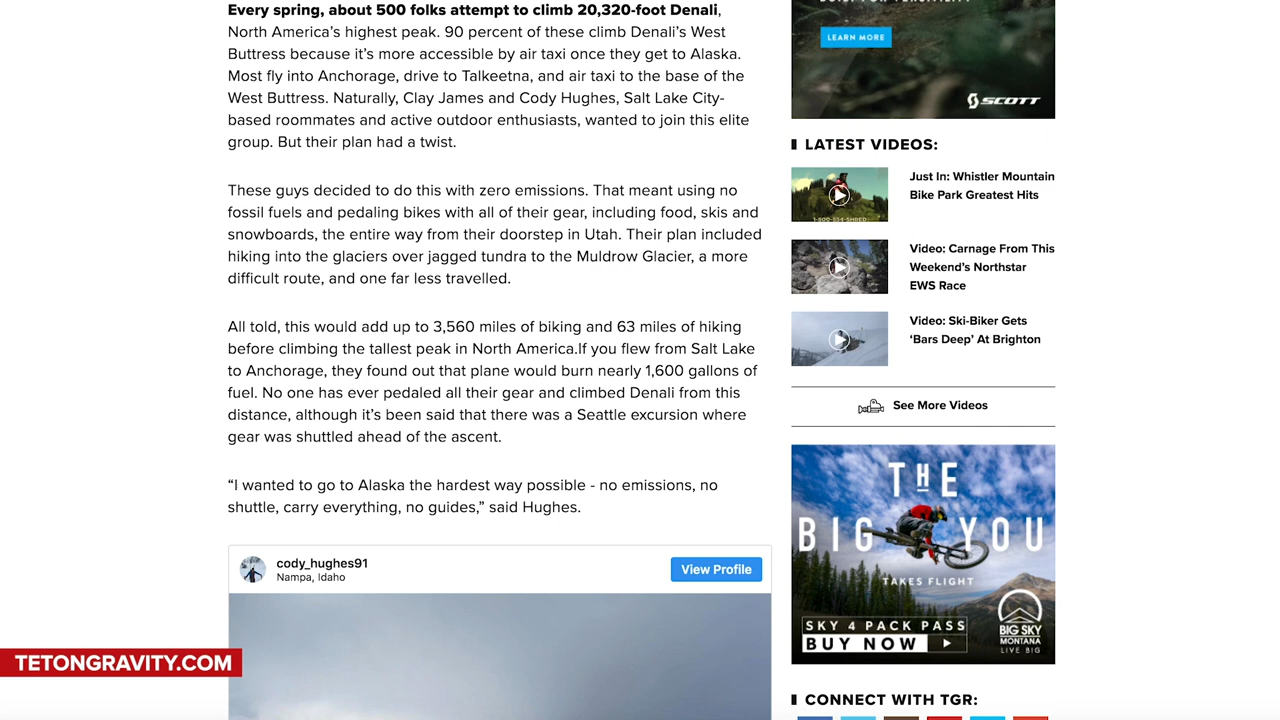 Every spring, about 500 folks attempt to climb 20,320-foot Denali,
North America’s highest peak. 90 percent of these climb Denali’s West
Buttress because it’s more accessible by air taxi once they get to Alaska.
Most fly into Anchorage, drive to Talkeetna, and air taxi to the base of the
West Buttress. Naturally, Clay James and Cody Hughes, Salt Lake City-
based roommates and active outdoor enthusiasts, wanted to join this elite
group. But their plan had a twist.
These guys decided to do this with zero emissions. That meant using no
fossil fuels and pedaling bikes with all of their gear, including food, skis and
snowboards, the entire way from their doorstep in Utah. Their plan included
hiking into the glaciers over jagged tundra to the Muldrow Glacier, a more
difficult route, and one far less travelled.
All told, this would add up to 3,560 miles of biking and 63 miles of hiking
before climbing the tallest peak in North America.If you flew from Salt Lake
to Anchorage, they found out that plane would burn nearly 1,600 gallons of
fuel. No one has ever pedaled all their gear and climbed Denali from this
distance, although it’s been said that there was a Seattle excursion where
gear was shuttled ahead of the ascent.
“I wanted to go to Alaska the hardest way possible - no emissions, no
shuttle, carry everything, no guides,” said Hughes.
cody_hughes91
Nampa, Idaho
View Profile
TETONGRAVITY.COM
LEARN MORE
SCOTT
LATEST VIDEOS:
Just In: Whistler Mountain
Bike Park Greatest Hits
1-800-834-SHRED
Video: Carnage From This
Weekend’s Northstar
EWS Race
Video: Ski-Biker Gets
‘Bars Deep’ At Brighton
See More Videos
THE
BIG YOU
TAKES FLIGHT
SKY 4 PACK PASS
BUY NOW
BIG SKY
MONTANA
LIVE BIG
CONNECT WITH TGR: